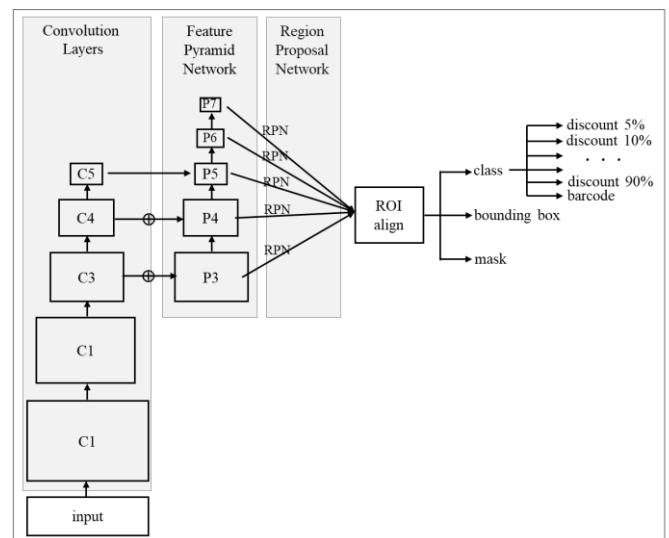 Convolution
Layers
Feature
Pyramid
Network
Region
Proposal
Network
P7
RPN
P6
RPN
C5
P5
RPN
C4
P4
RPN
C3
P3
RPN
C1
C1
input
ROI
align
class
bounding box
mask
discount 5%
discount 10%
. . .
discount 90%
barcode